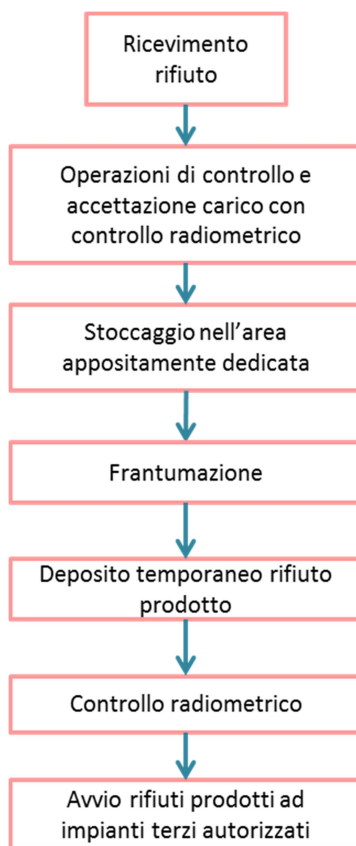 Ricevimento
rifiuto
Operazioni di controllo e
accettazione carico con
controllo radiometrico
Stoccaggio nell'area
appositamente dedicata
Frantumazione
Deposito temporaneo rifiuto
prodotto
Controllo radiometrico
Avvio rifiuti prodotti ad
impianti terzi autorizzati